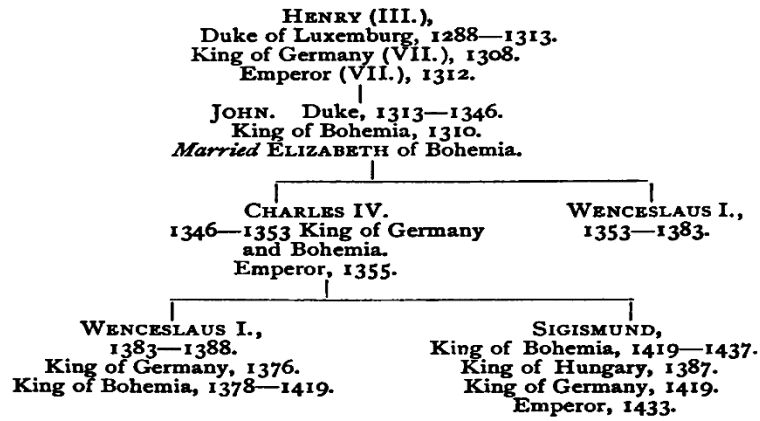 HENRY (III.),
Duke of Luxemburg, 1288—1313.
King of Germany (VII.), 1308.
Emperor (VII.), 1312.
JOHN. Duke, 1313—1346.
King of Bohemia, 1310.
Married ELIZABETH of Bohemia.
CHARLES IV.
1346—1353 King of Germany
and Bohemia.
Emperor, 1355.
WENCESLAUS I.,
1353—1383.
WENCESLAUS I.,
1383—1388.
King of Germany, 1376.
King of Bohemia, 1378—1419.
SIGISMUND,
King of Bohemia, 1419—1437.
King of Hungary, 1387.
King of Germany, 1419.
Emperor, 1433.